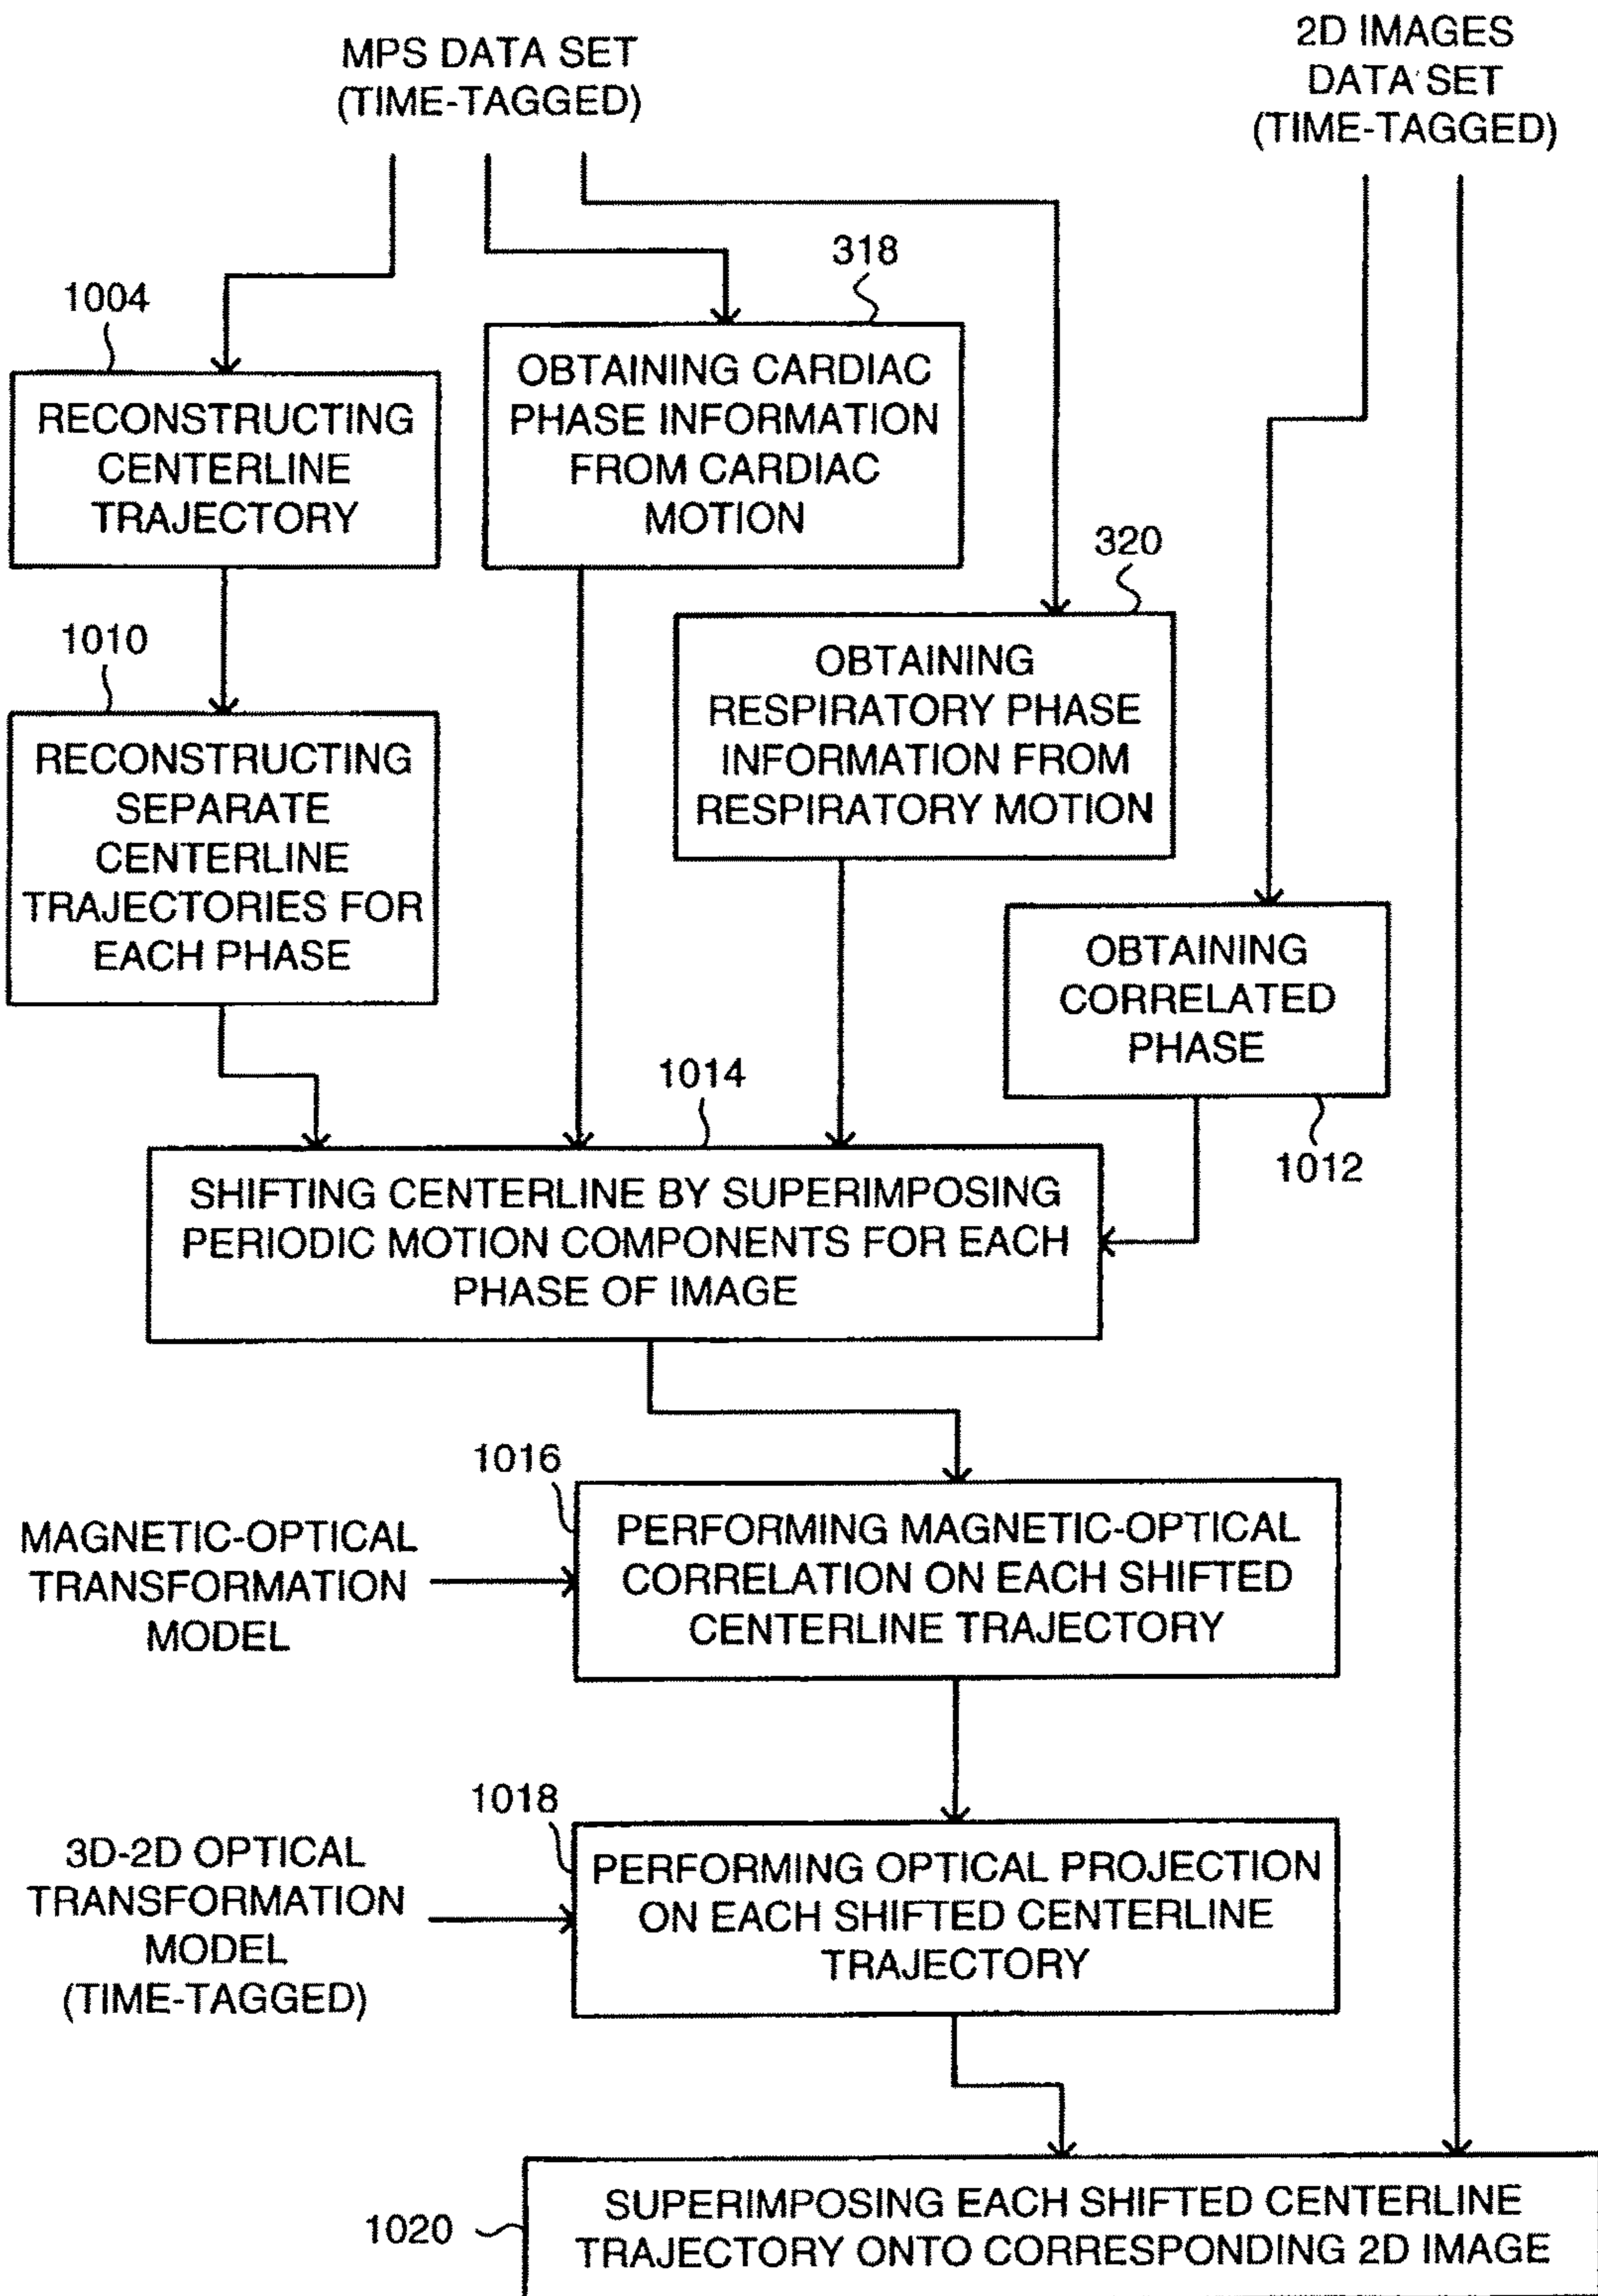 MPS DATA SET
(TIME-TAGGED)
2D IMAGES
DATA SET
(TIME-TAGGED)
318
1004
OBTAINING CARDIAC
PHASE INFORMATION
FROM CARDIAC
MOTION
RECONSTRUCTING
CENTERLINE
TRAJECTORY
320
1010
OBTAINING
RESPIRATORY PHASE
INFORMATION FROM
RESPIRATORY MOTION
RECONSTRUCTING
SEPARATE
CENTERLINE
TRAJECTORIES FOR
EACH PHASE
OBTAINING
CORRELATED
PHASE
1014
1012
SHIFTING CENTERLINE BY SUPERIMPOSING
PERIODIC MOTION COMPONENTS FOR EACH
PHASE OF IMAGE
1016
MAGNETIC-OPTICAL
TRANSFORMATION
MODEL
PERFORMING MAGNETIC-OPTICAL
CORRELATION ON EACH SHIFTED
CENTERLINE TRAJECTORY
1018
3D-2D OPTICAL
TRANSFORMATION
MODEL
(TIME-TAGGED)
PERFORMING OPTICAL PROJECTION
ON EACH SHIFTED CENTERLINE
TRAJECTORY
1020
SUPERIMPOSING EACH SHIFTED CENTERLINE
TRAJECTORY ONTO CORRESPONDING 2D IMAGE